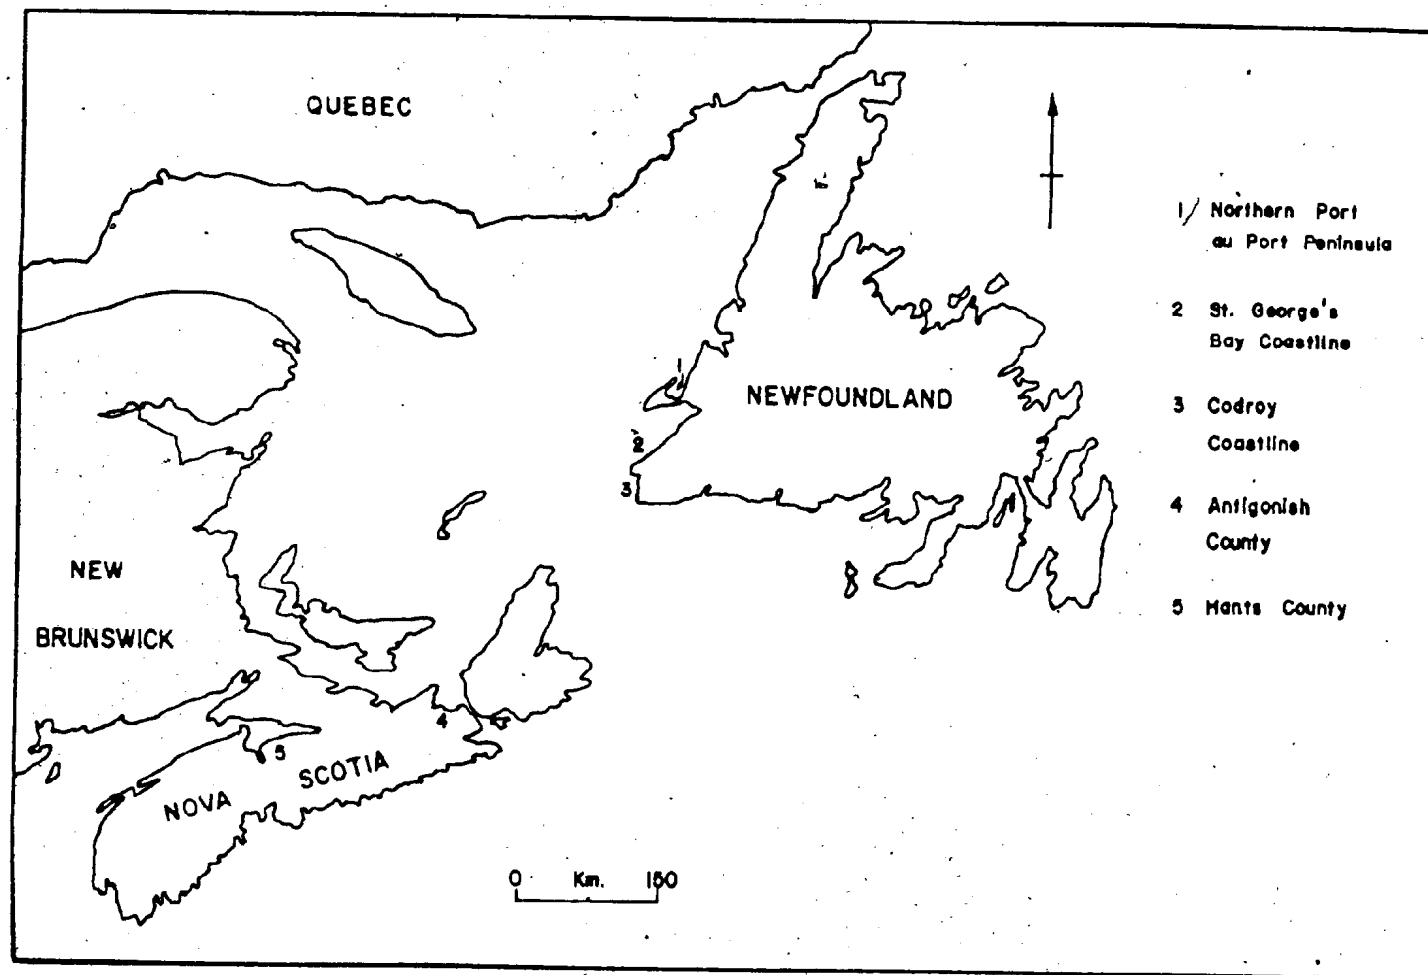 QUEBEC
1 Northern Port
au Port Peninsula
2 St. George's
Bay Coastline
1
NEWFOUNDLAND
3 Codroy
Coastline
2
3
4 Antigonish
County
NEW
BRUNSWICK
5 Hants County
4
5
NOVA SCOTIA
0 Km. 150